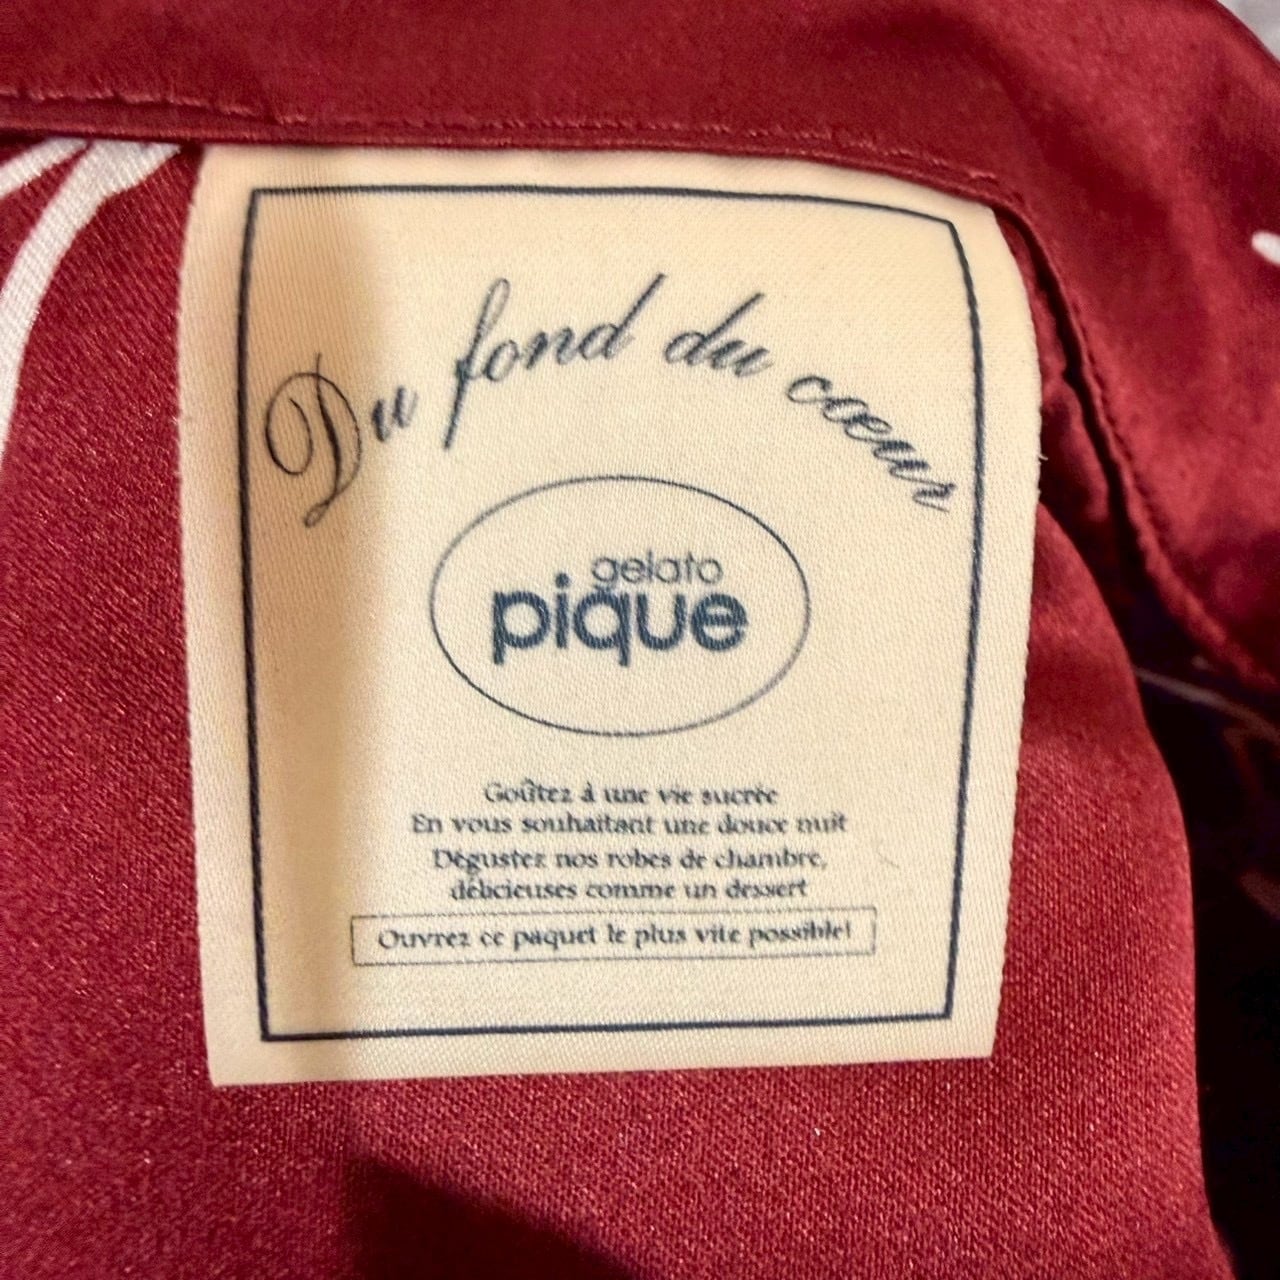 Du fond du cœur
gelato
pique
Goûtez à une vie sucrée
En vous souhaitant une douce nuit
Dégustez nos robes de chambre,
délicieuses comme un dessert
Ouvrez ce paquet le plus vite possible!